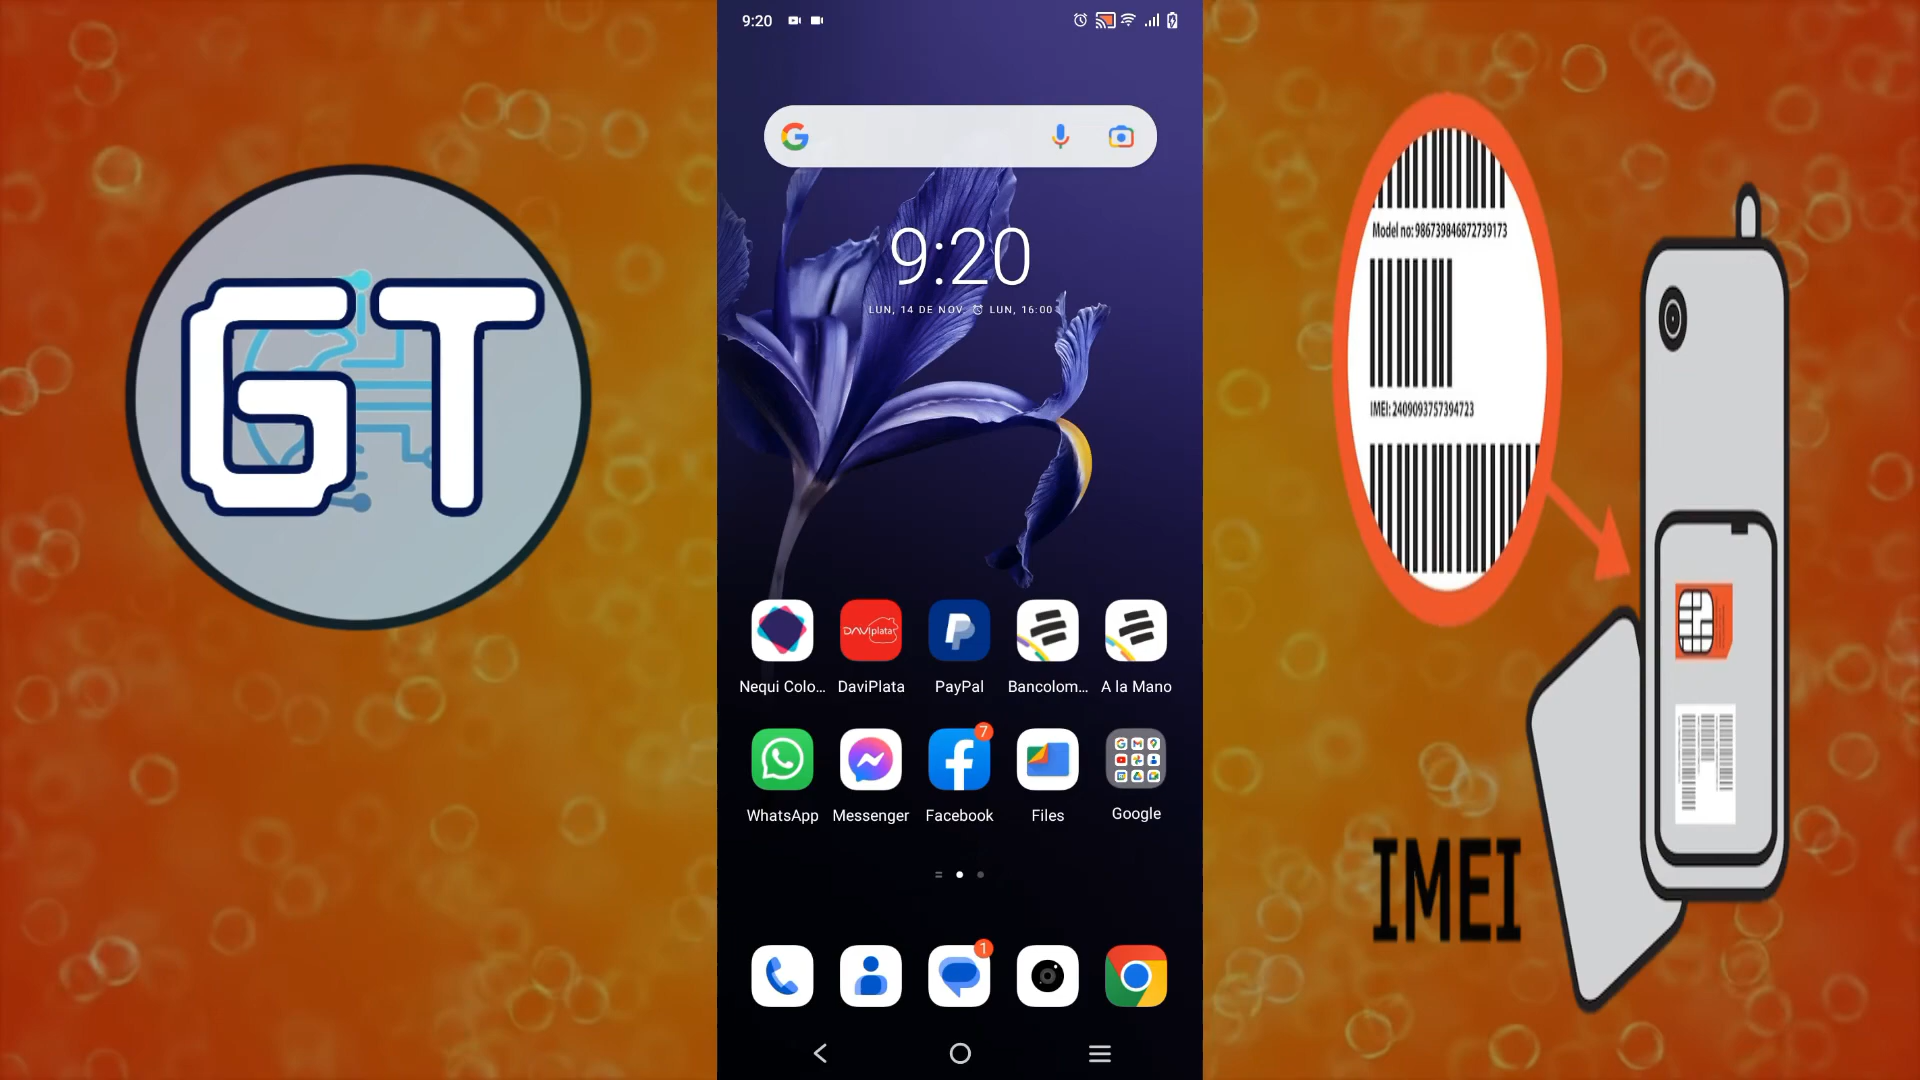 GT
9:20
9:20
LUN, 14 DE NOV. LUN, 16:00
DAVIplata
Nequi Colo...
DaviPlata
PayPal
Bancolom...
A la Mano
7
WhatsApp
Messenger
Facebook
Files
Google
1
Model no: 986739846872739173
IMEI: 2409093757394723
IMEI